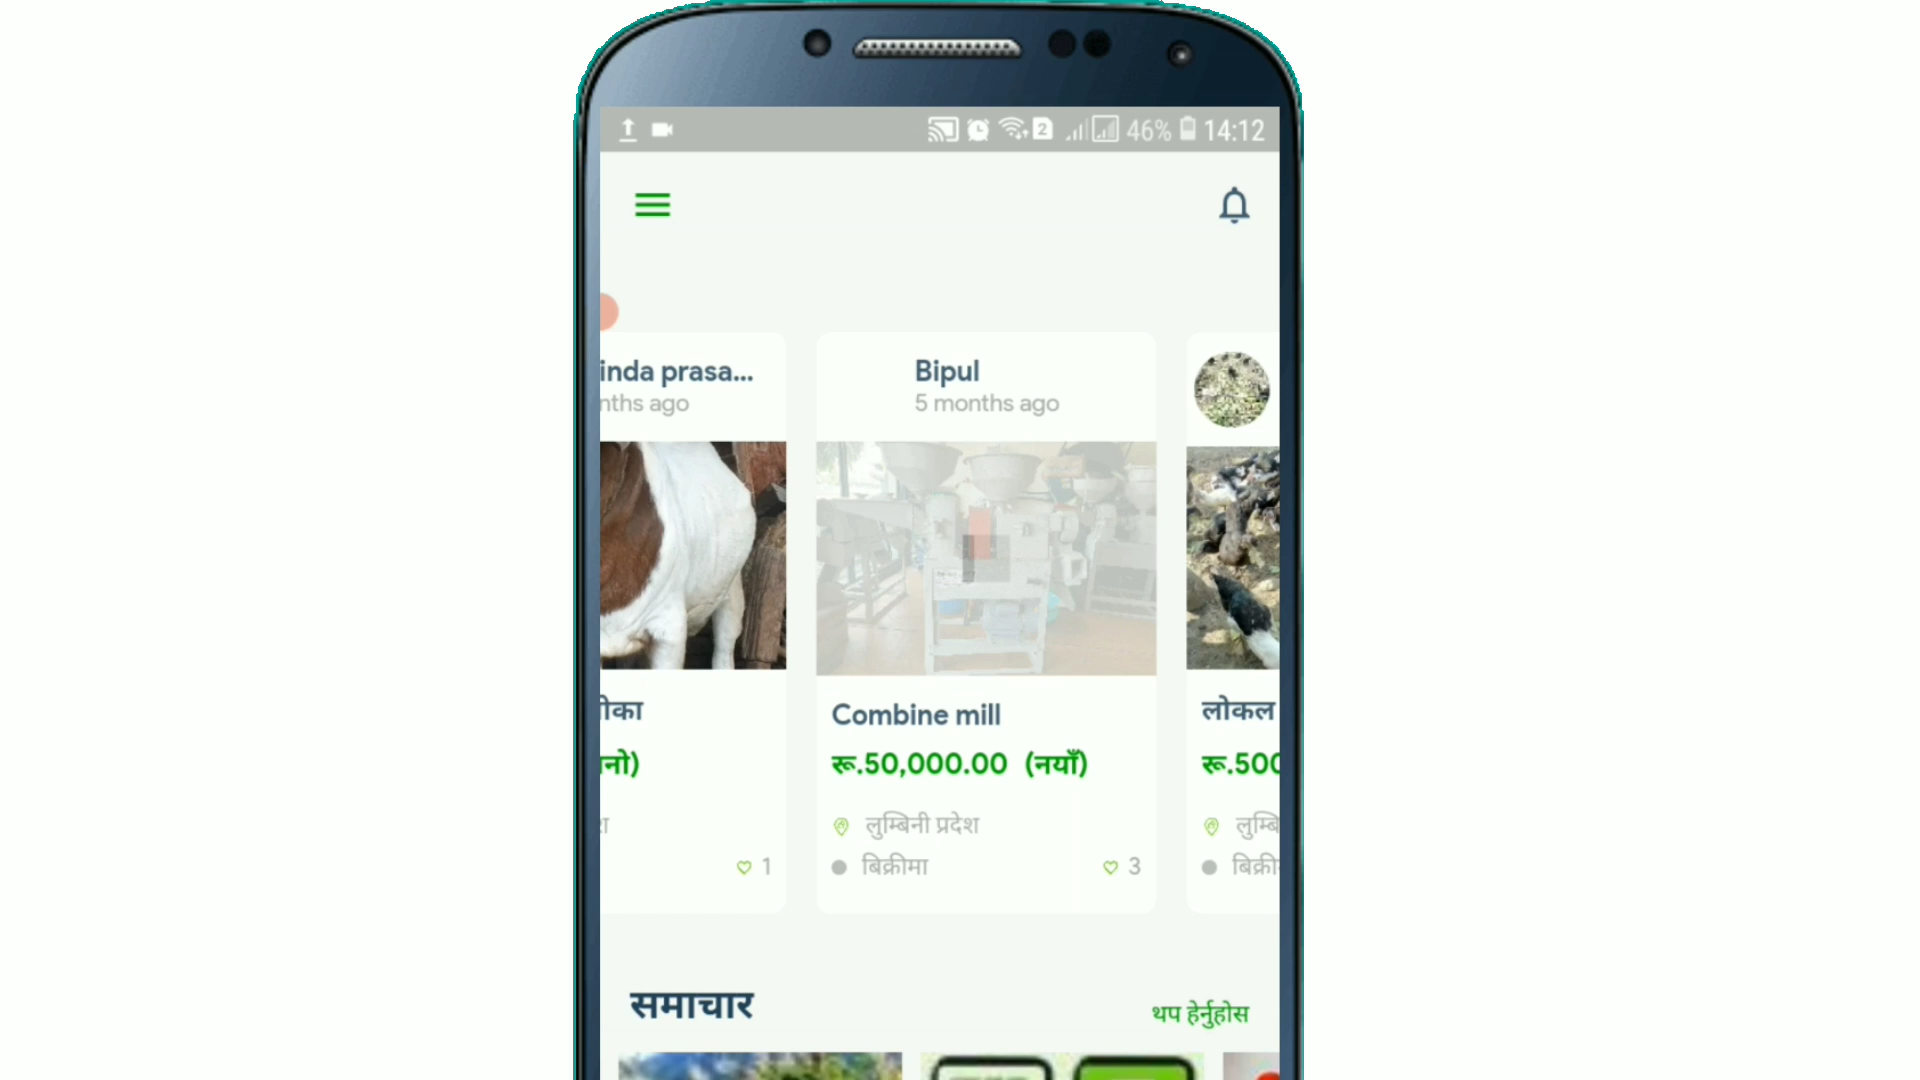 46% 14:12
inda prasa...
nths ago
Bipul
5 months ago
Combine mill
रू.50,000.00 (नयाँ)
लुम्बिनी प्रदेश
बिक्रीमा
1
3
लोकल
रू.500
समाचार
थप हेर्नुहोस